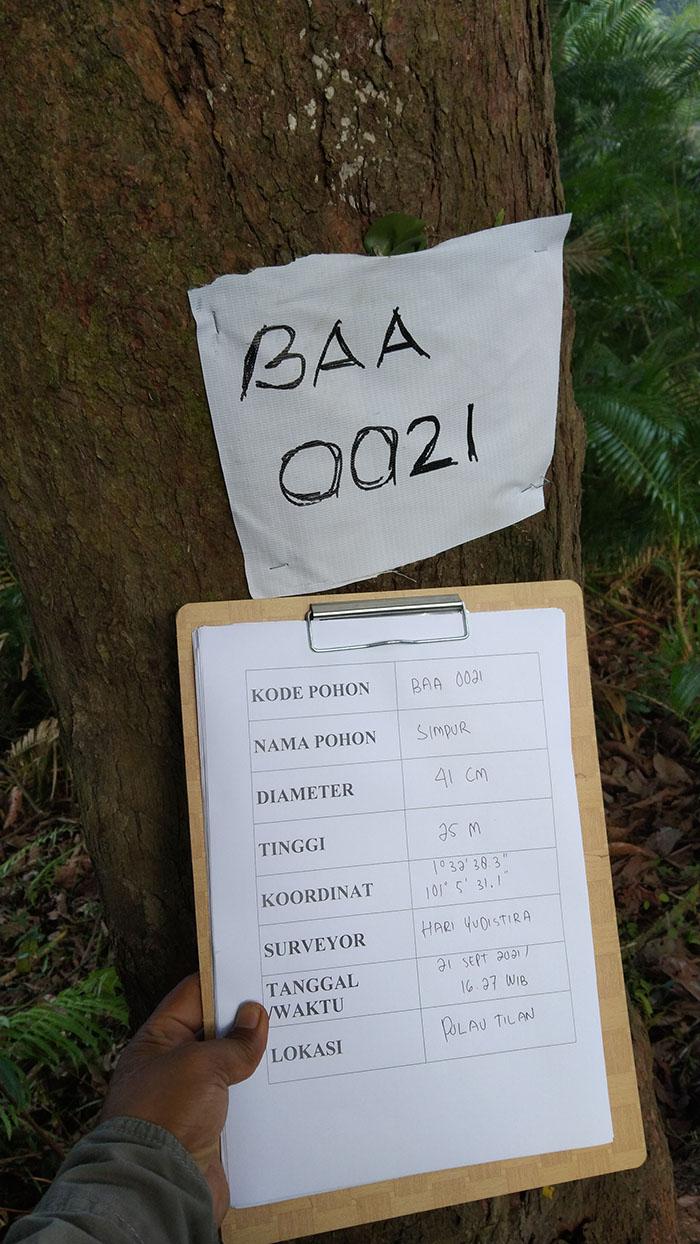 BAA
0021
KODE POHON BAA 0021
NAMA POHON SIMPUR
DIAMETER 41 CM
TINGGI 25 M
KOORDINAT 1° 32' 38.3"
101° 5' 31.1"
SURVEYOR HARI YUDISTIRA
TANGGAL 21 SEPT 2021/
/WAKTU 16.27 WIB
LOKASI PULAU TILAN